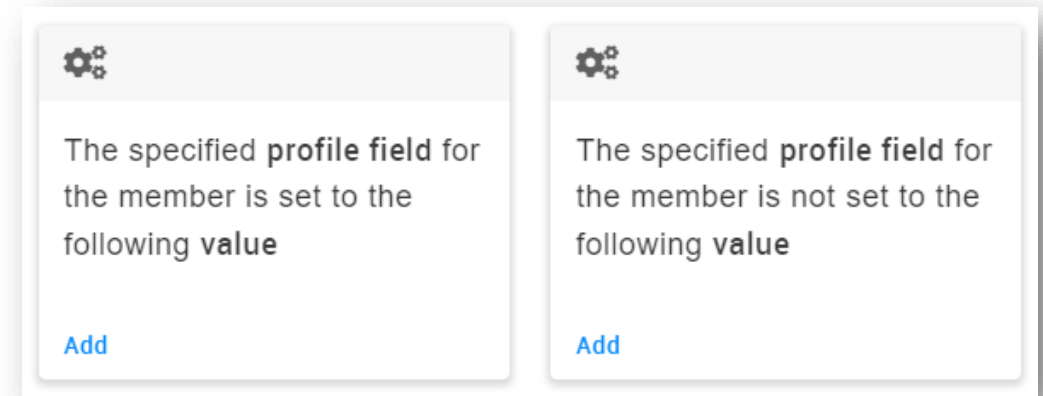 The specified profile field for
the member is set to the
following value
Add
The specified profile field for
the member is not set to the
following value
Add